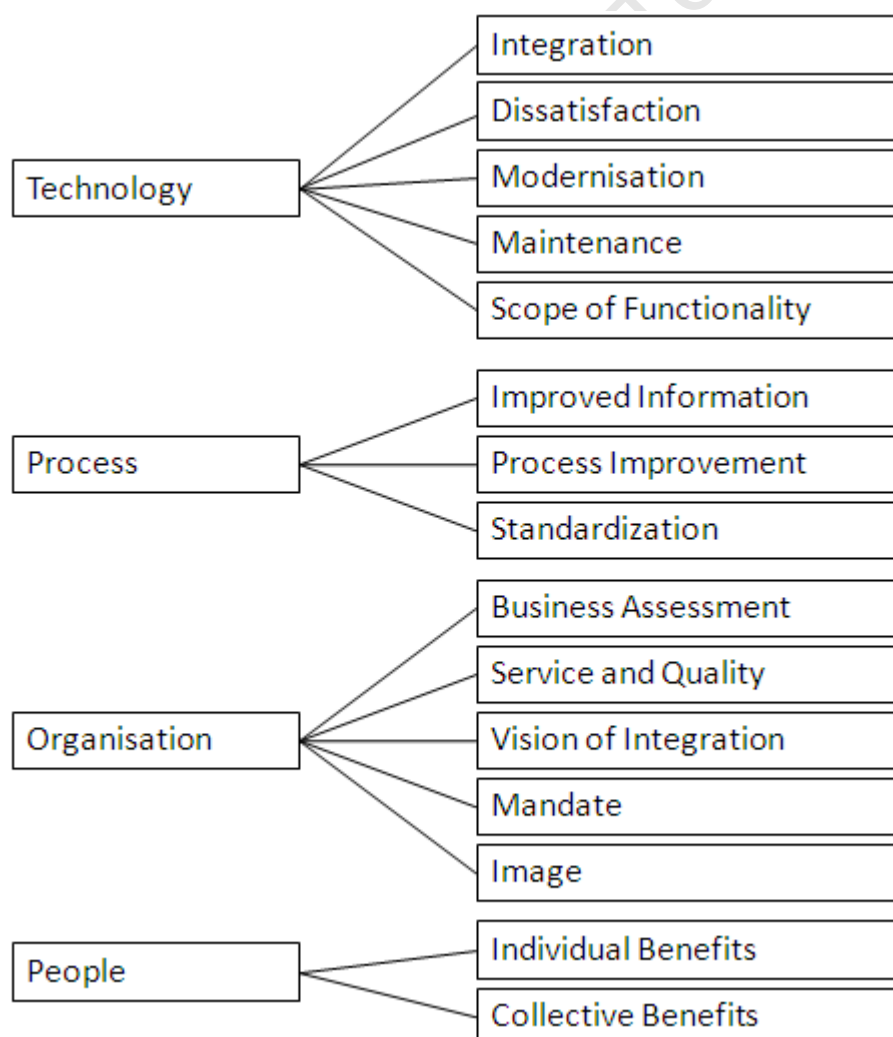 Technology
Integration
Dissatisfaction
Modernisation
Maintenance
Scope of Functionality
Process
Improved Information
Process Improvement
Standardization
Organisation
Business Assessment
Service and Quality
Vision of Integration
Mandate
Image
People
Individual Benefits
Collective Benefits